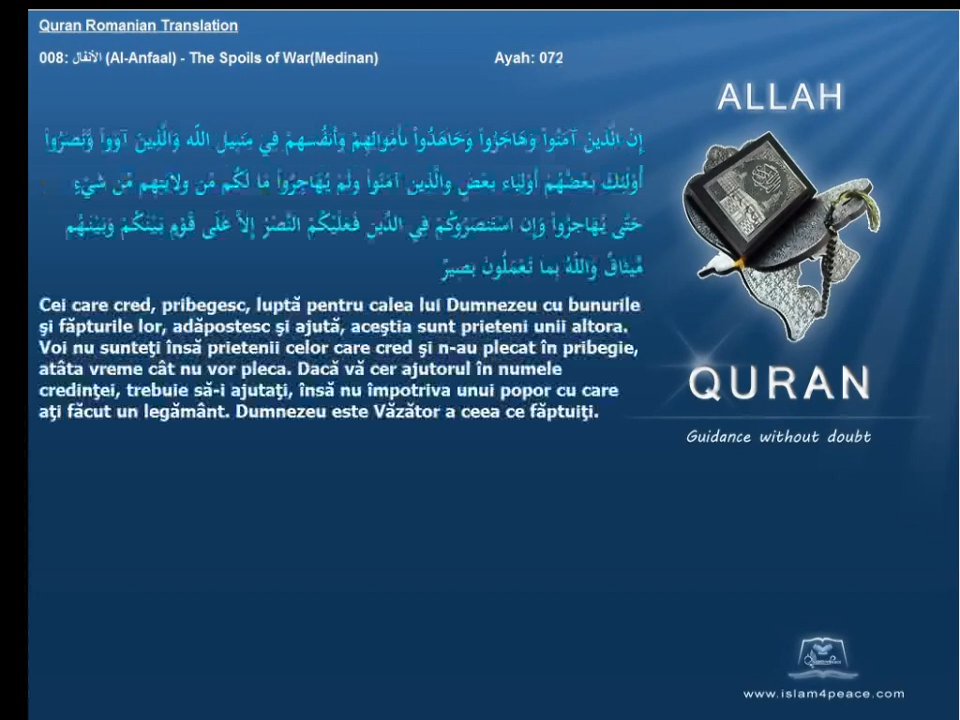 Quran Romanian Translation
008: الأنفال (Al-Anfaal) - The Spoils of War(Medinan) Ayah: 072
إِنَّ الَّذِينَ آمَنُواْ وَهَاجَرُواْ وَجَاهَدُواْ بِأَمْوَالِهِمْ وَأَنفُسِهِمْ فِي سَبِيلِ اللّهِ وَالَّذِينَ آوَواْ وَّنَصَرُواْ
أُوْلَئِكَ بَعْضُهُمْ أَوْلِيَاء بَعْضٍ وَالَّذِينَ آمَنُواْ وَلَمْ يُهَاجِرُواْ مَا لَكُم مِّن وَلاَيَتِهِم مِّن شَيْءٍ
حَتَّى يُهَاجِرُواْ وَإِنِ اسْتَنصَرُوكُمْ فِي الدِّينِ فَعَلَيْكُمُ النَّصْرُ إِلاَّ عَلَى قَوْمٍ بَيْنَكُمْ وَبَيْنَهُم
مِّيثَاقٌ وَاللّهُ بِمَا تَعْمَلُونَ بَصِيرٌ
Cei care cred, pribegesc, luptă pentru calea lui Dumnezeu cu bunurile
şi făpturile lor, adăpostesc şi ajută, aceştia sunt prieteni unii altora.
Voi nu sunteţi însă prietenii celor care cred şi n-au plecat în pribegie,
atâta vreme cât nu vor pleca. Dacă vă cer ajutorul în numele
credinţei, trebuie să-i ajutaţi, însă nu împotriva unui popor cu care
aţi făcut un legământ. Dumnezeu este Văzător a ceea ce făptuiţi.
ALLAH
QURAN
Guidance without doubt
www.islam4peace.com